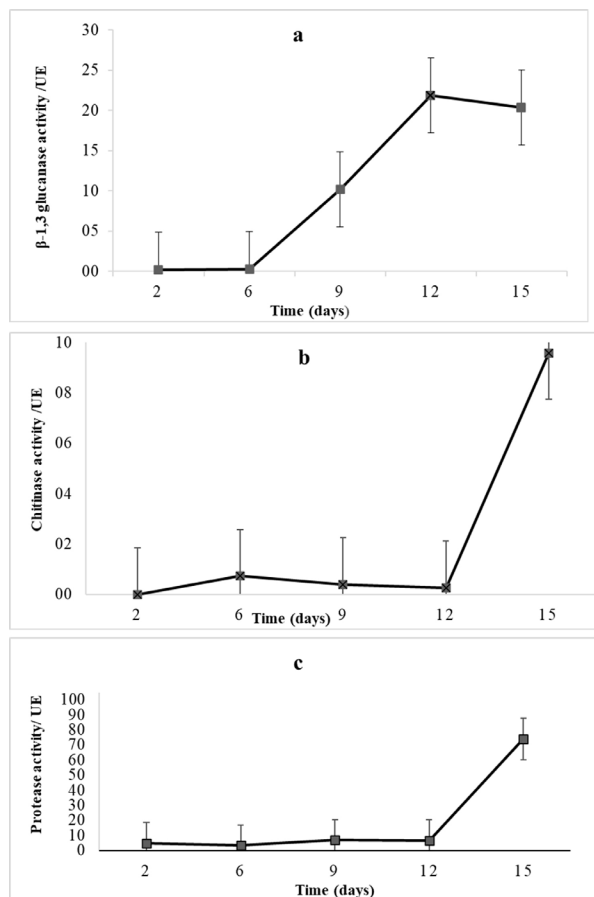 a
β-1,3 glucanase activity /UE
30
25
20
15
10
05
00
2 6 9 12 15
Time (days)
b
Chitinase activity /UE
10
08
06
04
02
00
2 6 9 12 15
Time (days)
c
Protease activity/ UE
100
90
80
70
60
50
40
30
20
10
0
2 6 9 12 15
Time (days)